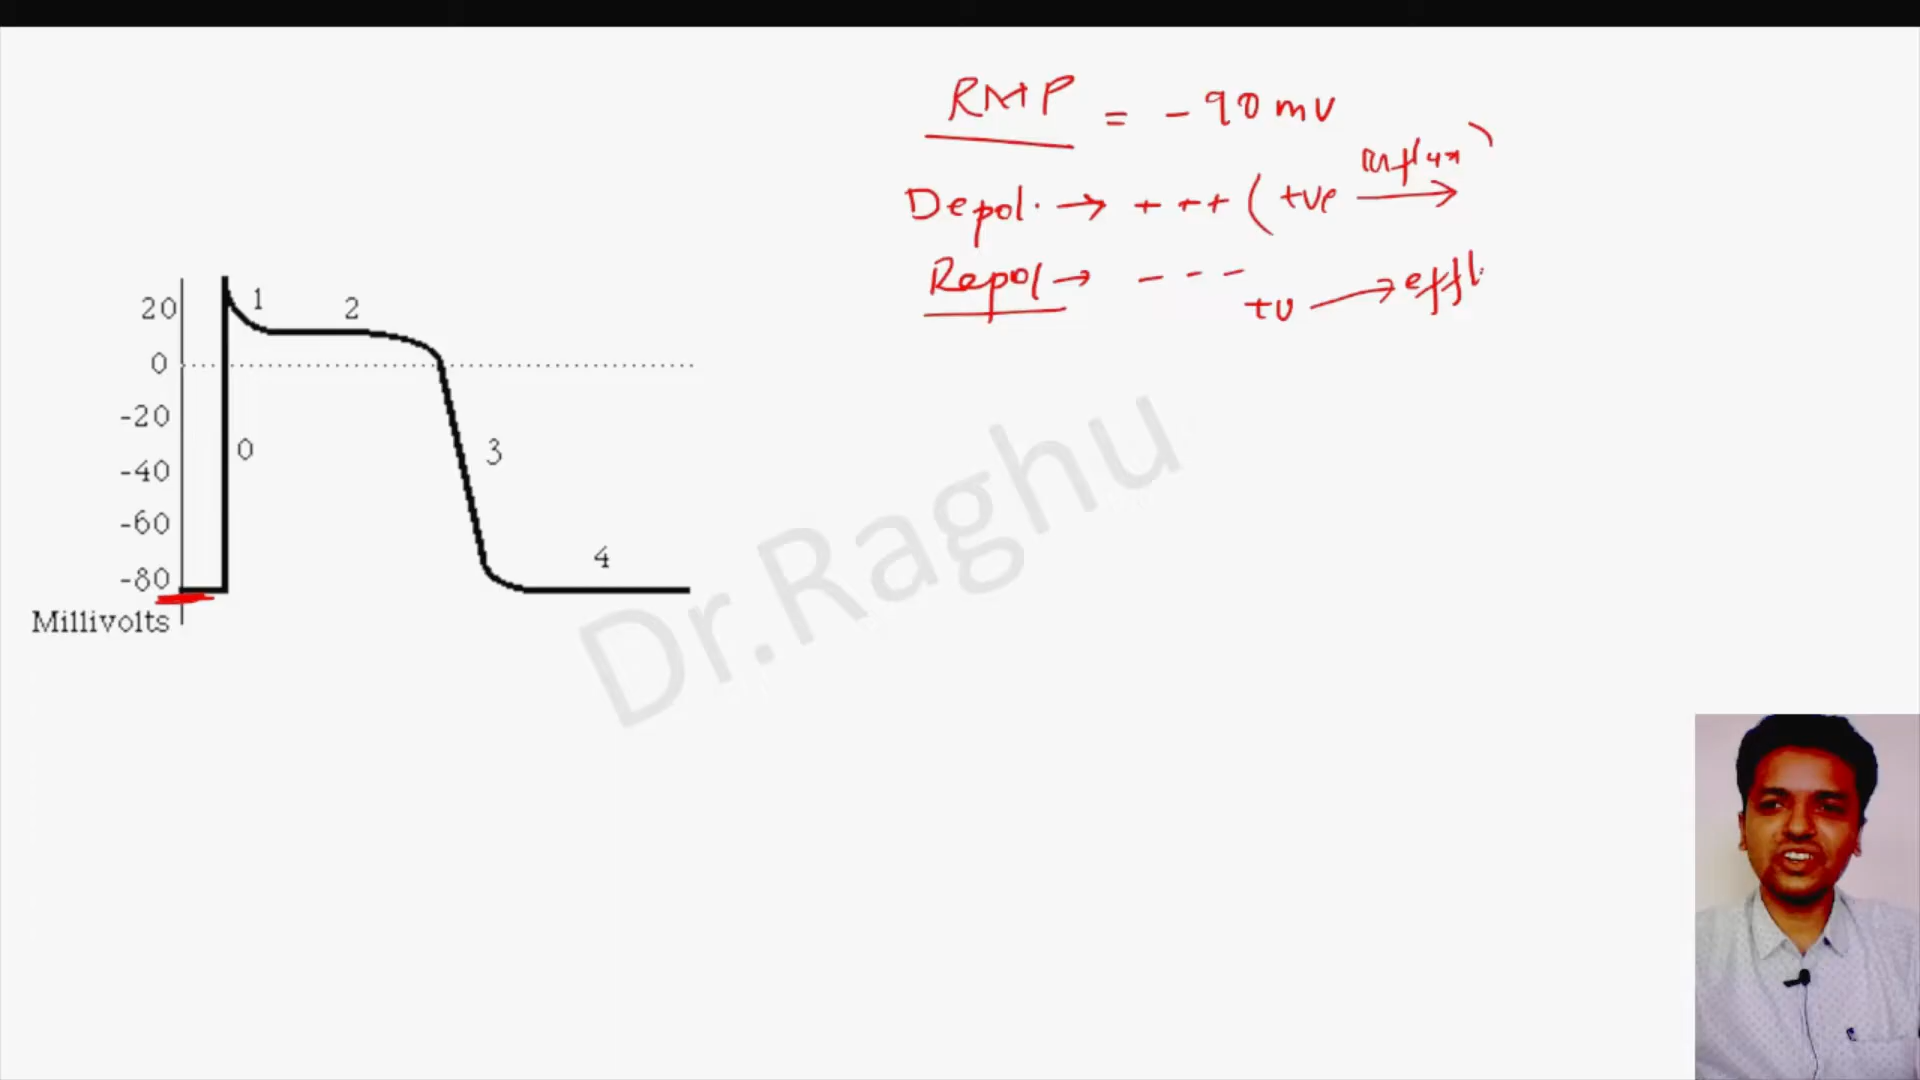 RMP = - 90 mV
Depol. → + + + ( +ve influx → )
Repol → - - -
+v → effl
20
1
2
0
-20
0
-40
3
-60
-80
4
Millivolts
Dr.Raghu